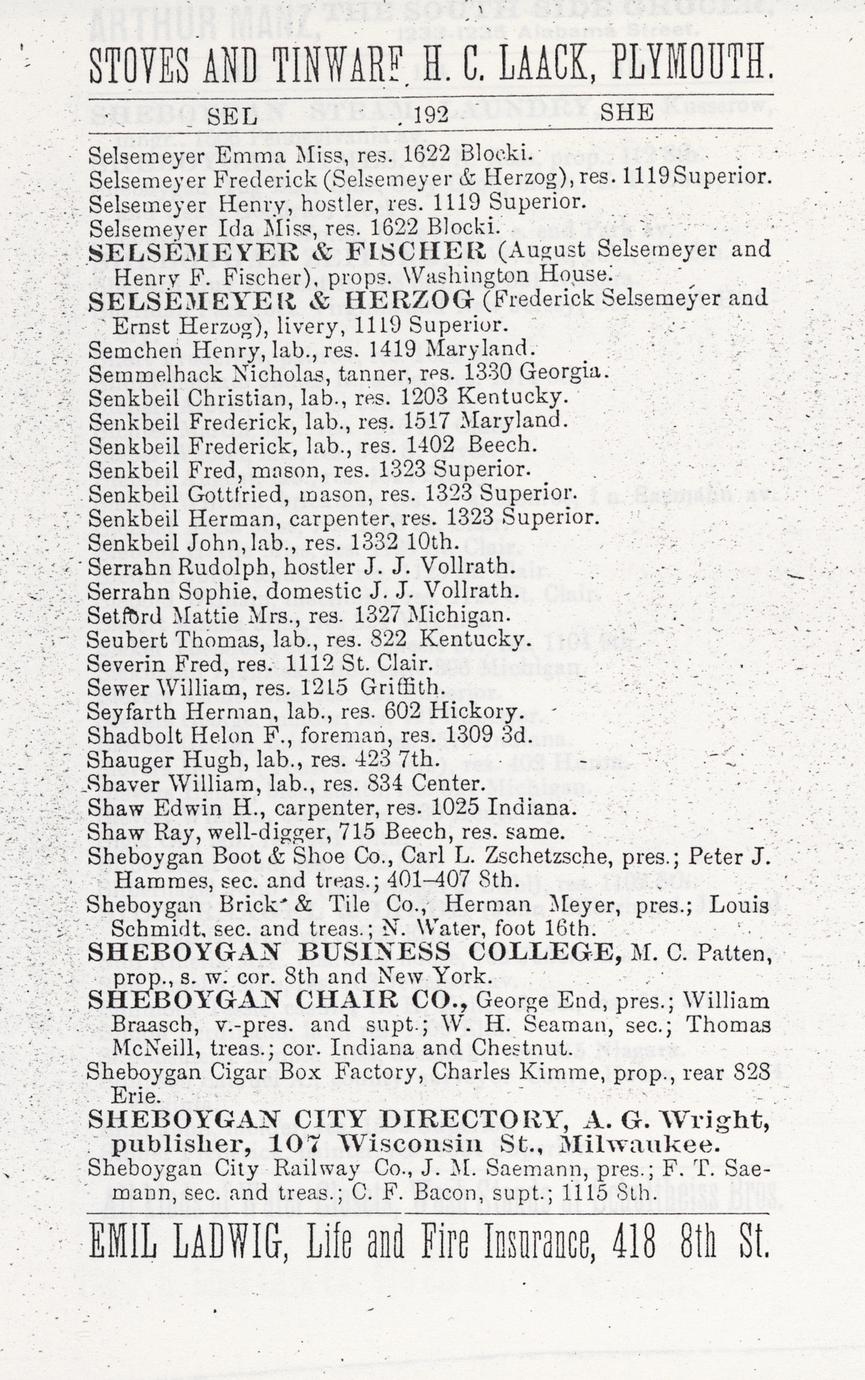 STOVES AND TINWARE H. C. LAACK, PLYMOUTH.
SEL 192 SHE
Selsemeyer Emma Miss, res. 1622 Blocki.
Selsemeyer Frederick (Selsemeyer & Herzog), res. 1119 Superior.
Selsemeyer Henry, hostler, res. 1119 Superior.
Selsemeyer Ida Miss, res. 1622 Blocki.
SELSEMEYER & FISCHER (August Selsemeyer and
Henry F. Fischer), props. Washington House.
SELSEMEYER & HERZOG (Frederick Selsemeyer and
Ernst Herzog), livery, 1119 Superior.
Semchen Henry, lab., res. 1419 Maryland.
Semmelhack Nicholas, tanner, res. 1330 Georgia.
Senkbeil Christian, lab., res. 1203 Kentucky.
Senkbeil Frederick, lab., res. 1517 Maryland.
Senkbeil Frederick, lab., res. 1402 Beech.
Senkbeil Fred, mason, res. 1323 Superior.
Senkbeil Gottfried, mason, res. 1323 Superior.
Senkbeil Herman, carpenter, res. 1323 Superior.
Senkbeil John, lab., res. 1332 10th.
Serrahn Rudolph, hostler J. J. Vollrath.
Serrahn Sophie, domestic J. J. Vollrath.
Setford Mattie Mrs., res. 1327 Michigan.
Seubert Thomas, lab., res. 822 Kentucky.
Severin Fred, res. 1112 St. Clair.
Sewer William, res. 1215 Griffith.
Seyfarth Herman, lab., res. 602 Hickory.
Shadbolt Helon F., foreman, res. 1309 3d.
Shauger Hugh, lab., res. 423 7th.
Shaver William, lab., res. 834 Center.
Shaw Edwin H., carpenter, res. 1025 Indiana.
Shaw Ray, well-digger, 715 Beech, res. same.
Sheboygan Boot & Shoe Co., Carl L. Zschetzsche, pres.; Peter J.
Hammes, sec. and treas.; 401–407 8th.
Sheboygan Brick & Tile Co., Herman Meyer, pres.; Louis
Schmidt, sec. and treas.; N. Water, foot 16th.
SHEBOYGAN BUSINESS COLLEGE, M. C. Patten,
prop., s. w. cor. 8th and New York.
SHEBOYGAN CHAIR CO., George End, pres.; William
Braasch, v.-pres. and supt.; W. H. Seaman, sec.; Thomas
McNeill, treas.; cor. Indiana and Chestnut.
Sheboygan Cigar Box Factory, Charles Kimme, prop., rear 828
Erie.
SHEBOYGAN CITY DIRECTORY, A. G. Wright,
publisher, 107 Wisconsin St., Milwaukee.
Sheboygan City Railway Co., J. M. Saemann, pres.; F. T. Sae-
mann, sec. and treas.; C. F. Bacon, supt.; 1115 8th.
EMIL LADWIG, Life and Fire Insurance, 418 8th St.